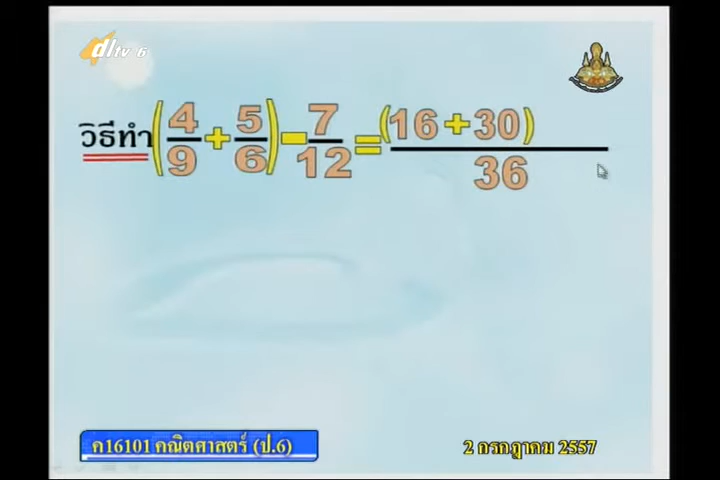 dltv-6
วิธีทำ (4/9 + 5/6) - 7/12 = (16 + 30)/36
ค16101 คณิตศาสตร์ (ป.6)
2 กรกฎาคม 2557